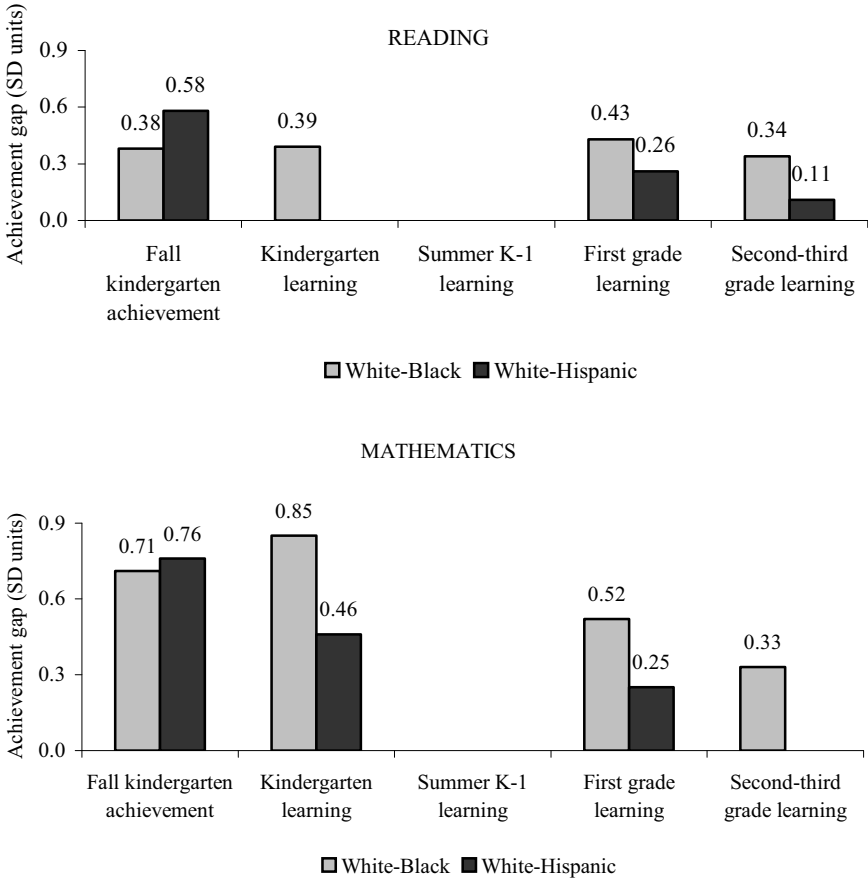 READING
Achievement gap (SD units)
0.9
0.6
0.3
0.0
0.38
0.58
0.39
0.43
0.26
0.34
0.11
Fall
kindergarten
achievement
Kindergarten
learning
Summer K-1
learning
First grade
learning
Second-third
grade learning
White-Black
White-Hispanic
MATHEMATICS
Achievement gap (SD units)
0.9
0.6
0.3
0.0
0.71
0.76
0.85
0.46
0.52
0.25
0.33
Fall kindergarten
achievement
Kindergarten
learning
Summer K-1
learning
First grade
learning
Second-third
grade learning
White-Black
White-Hispanic